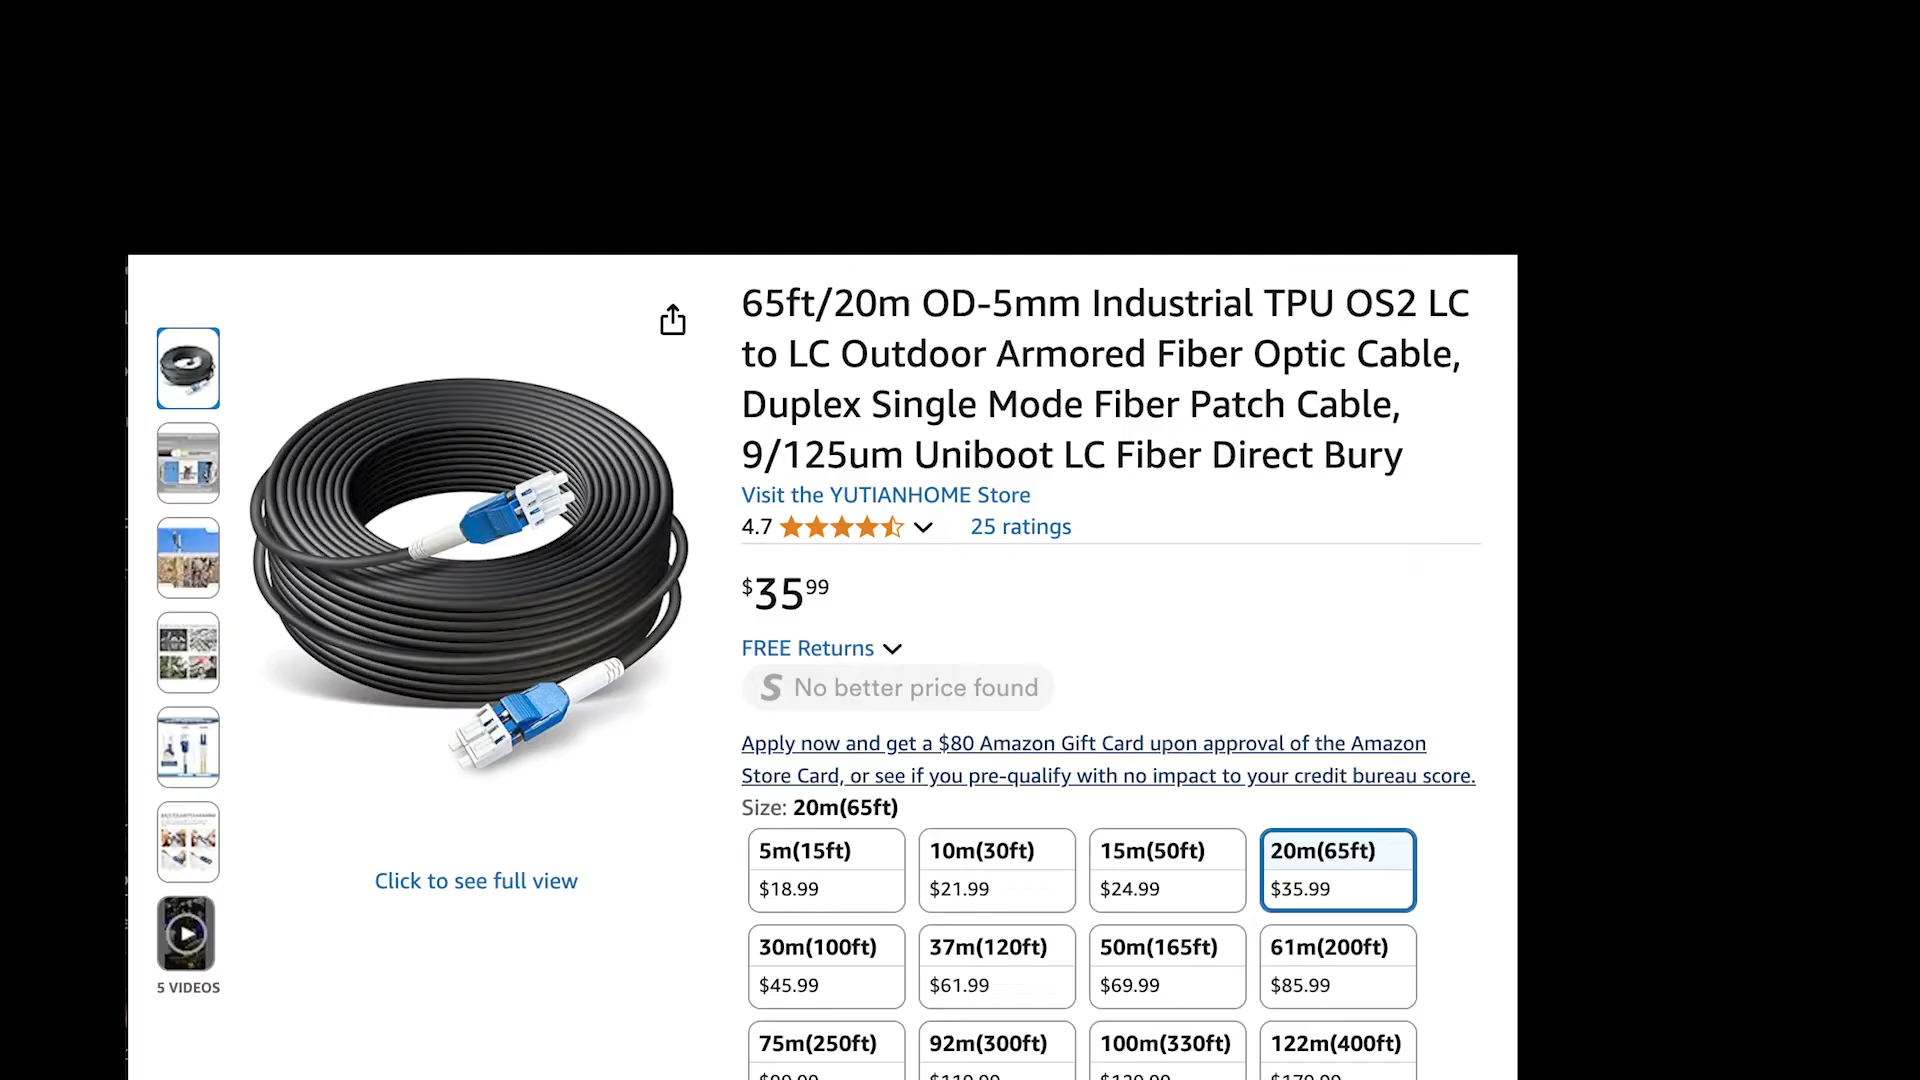 65ft/20m OD-5mm Industrial TPU OS2 LC
to LC Outdoor Armored Fiber Optic Cable,
Duplex Single Mode Fiber Patch Cable,
9/125um Uniboot LC Fiber Direct Bury
Visit the YUTIANHOME Store
4.7 25 ratings
$35.99
FREE Returns
S No better price found
Apply now and get a $80 Amazon Gift Card upon approval of the Amazon
Store Card, or see if you pre-qualify with no impact to your credit bureau score.
Size: 20m(65ft)
5m(15ft) 10m(30ft) 15m(50ft) 20m(65ft)
$18.99 $21.99 $24.99 $35.99
30m(100ft) 37m(120ft) 50m(165ft) 61m(200ft)
$45.99 $61.99 $69.99 $85.99
75m(250ft) 92m(300ft) 100m(330ft) 122m(400ft)
Click to see full view
5 VIDEOS